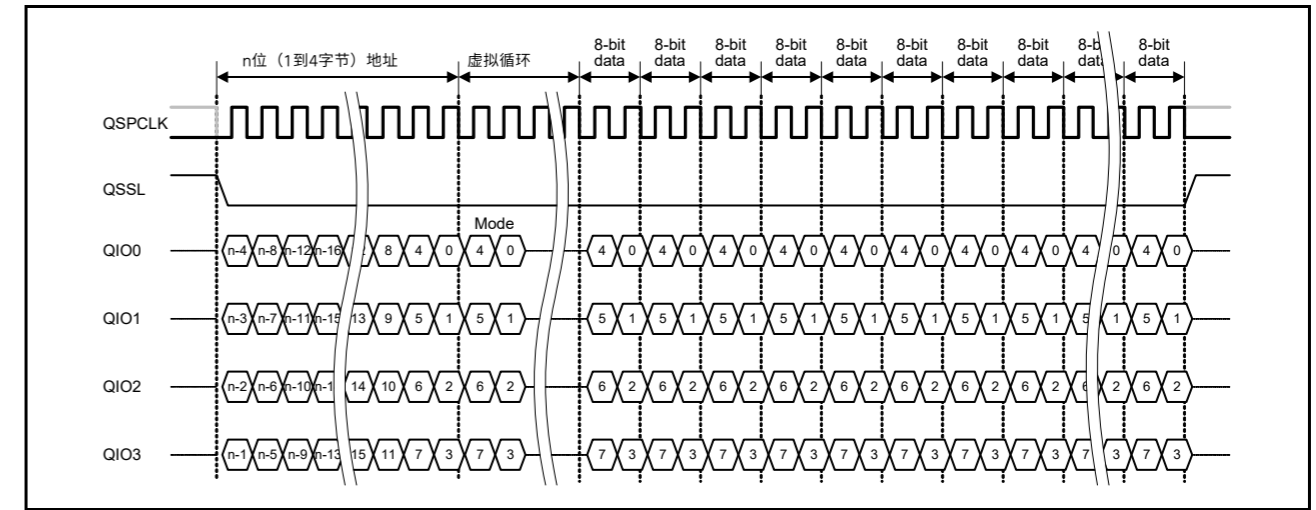 n位（1到4字节）地址 虚拟循环 8-bit data 8-bit data 8-bit data 8-bit data 8-bit data 8-bit data 8-bit data 8-bit data 8-bit data 8-bit data
QSPCLK
QSSL
Mode
QIO0 n-4 n-8 n-12 n-16 8 4 0 4 0 4 0 4 0 4 0 4 0 4 0 4 0 4 0 4 0 4 0 4 0
QIO1 n-3 n-7 n-11 n-15 13 9 5 1 5 1 5 1 5 1 5 1 5 1 5 1 5 1 5 1 5 1 5 1 5 1
QIO2 n-2 n-6 n-10 14 10 6 2 6 2 6 2 6 2 6 2 6 2 6 2 6 2 6 2 6 2 6 2 6 2
QIO3 n-1 n-5 n-9 n-13 15 11 7 3 7 3 7 3 7 3 7 3 7 3 7 3 7 3 7 3 7 3 7 3 7 3